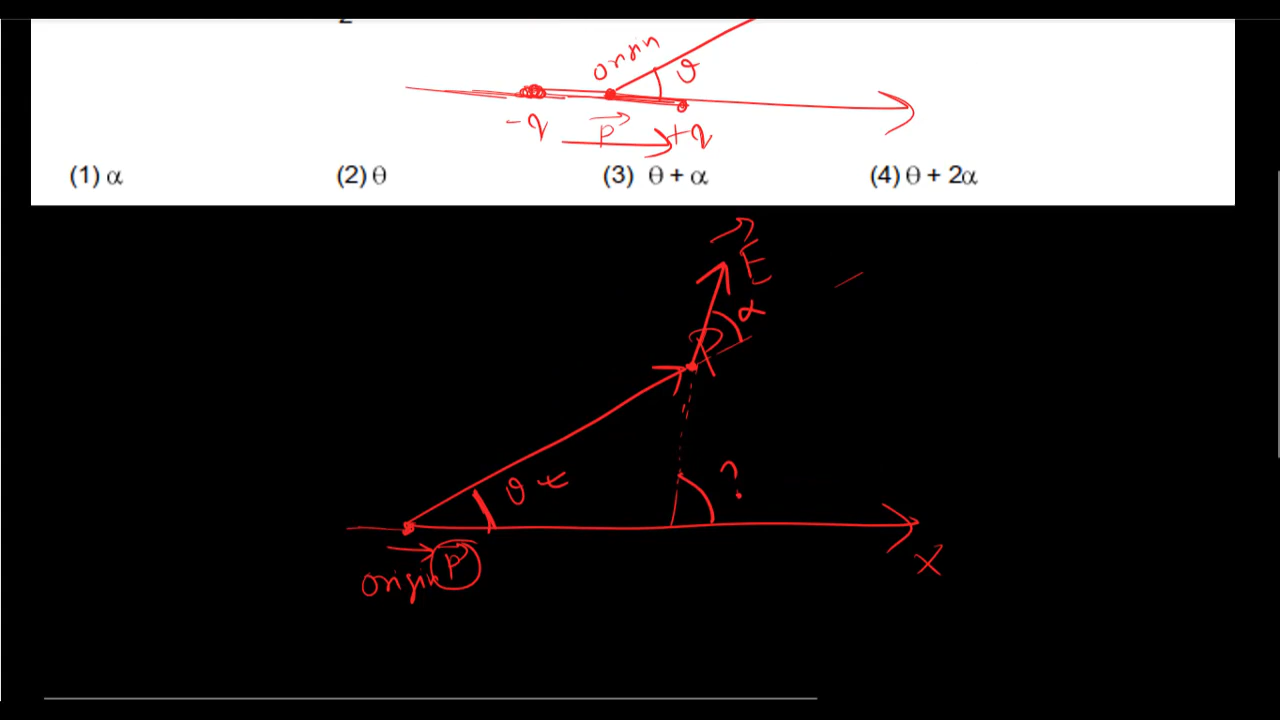 origin
θ
-q
p
+q
(1) α
(2) θ
(3) θ + α
(4) θ + 2α
E
α
P
θ
?
origin
p
X